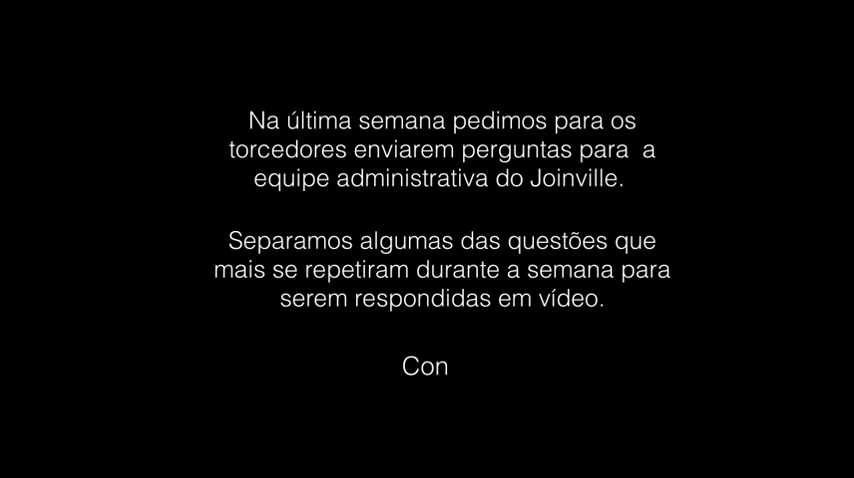 Na última semana pedimos para os
torcedores enviarem perguntas para  a
equipe administrativa do Joinville.
Separamos algumas das questões que
mais se repetiram durante a semana para
serem respondidas em vídeo.
Con